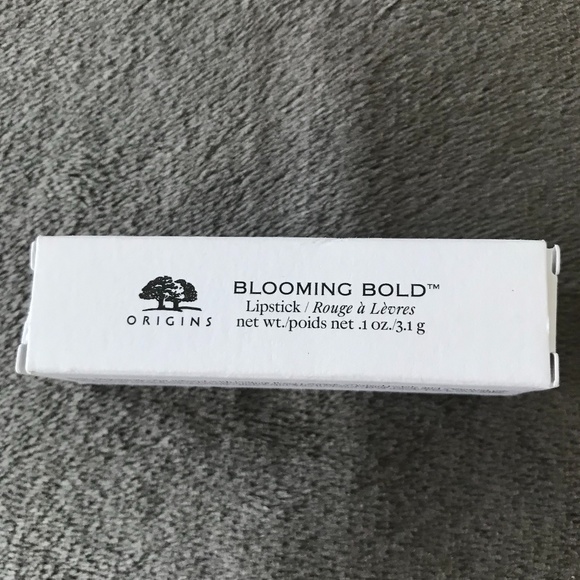 BLOOMING BOLD™
Lipstick / Rouge à Lèvres
net wt./poids net .1 oz./3.1 g
ORIGINS